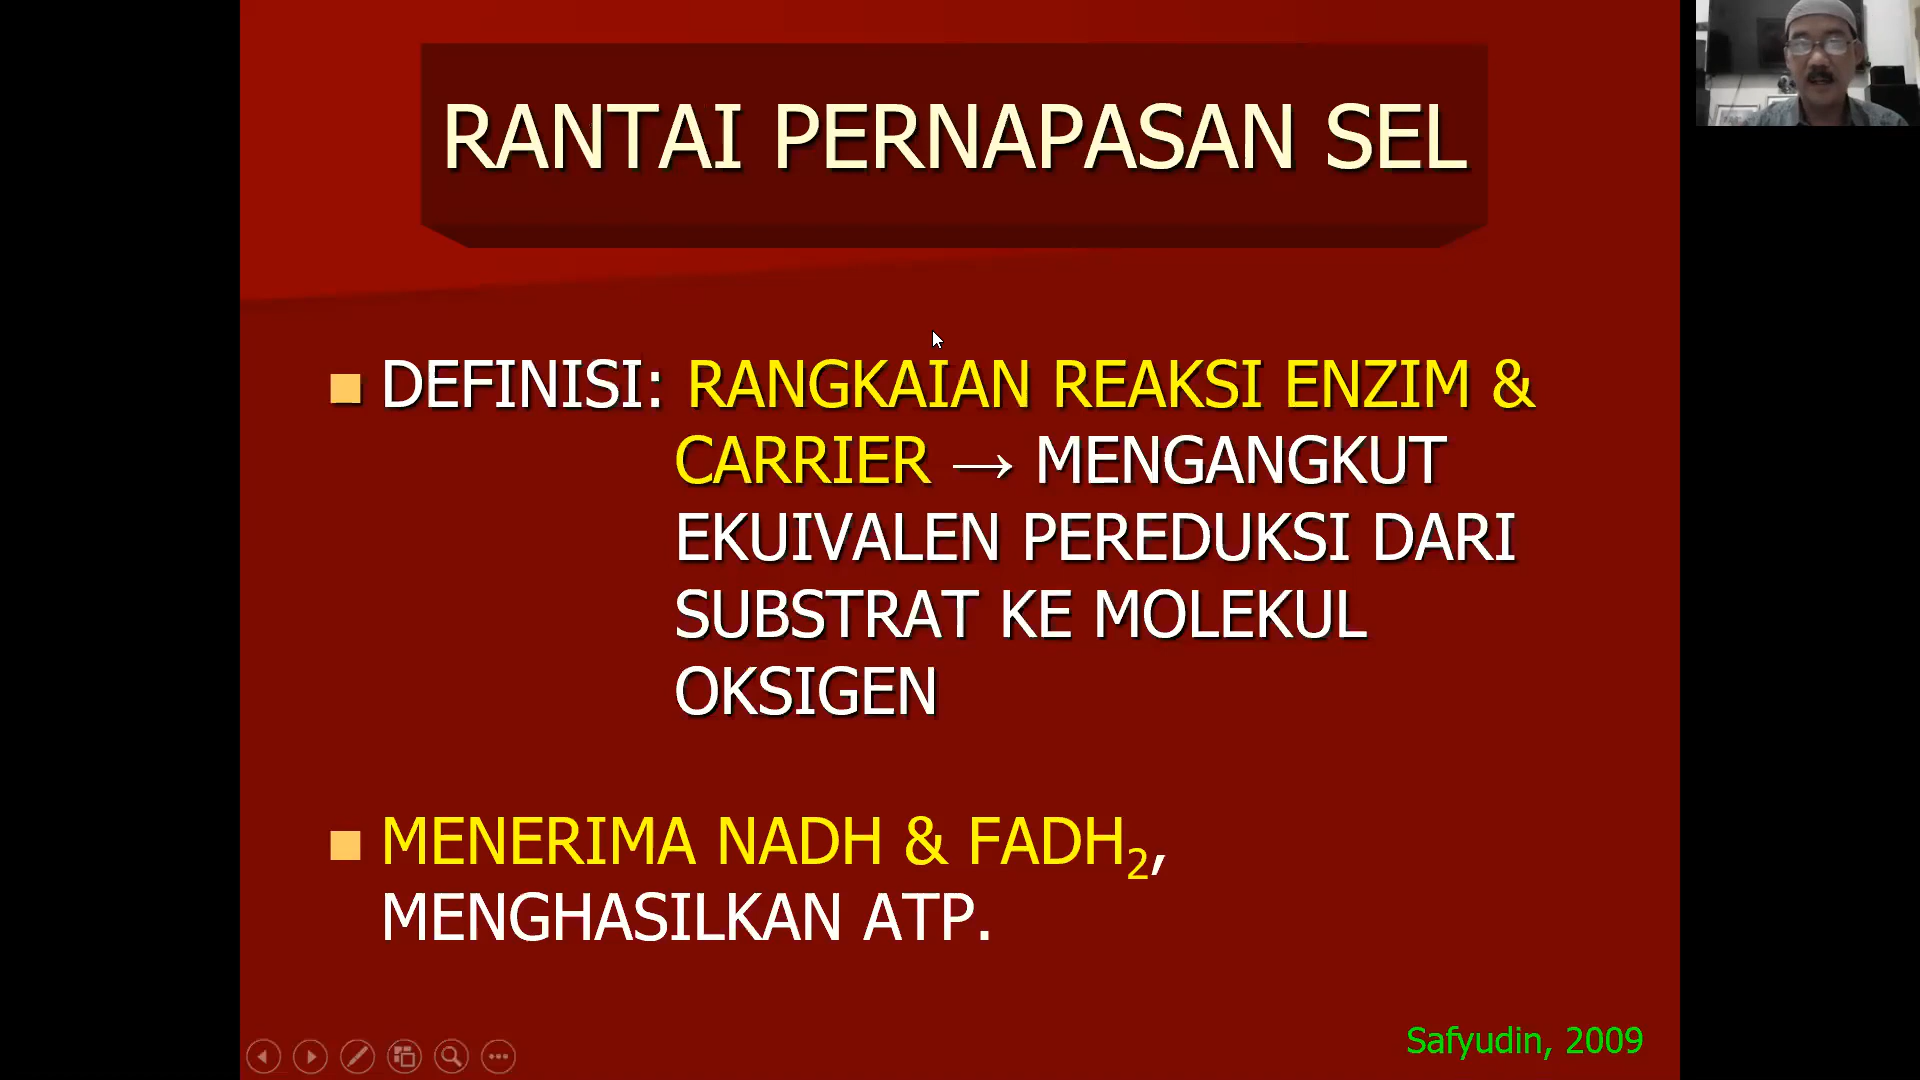 RANTAI PERNAPASAN SEL
DEFINISI: RANGKAIAN REAKSI ENZIM &
CARRIER → MENGANGKUT
EKUIVALEN PEREDUKSI DARI
SUBSTRAT KE MOLEKUL
OKSIGEN
MENERIMA NADH & FADH₂,
MENGHASILKAN ATP.
Safyudin, 2009